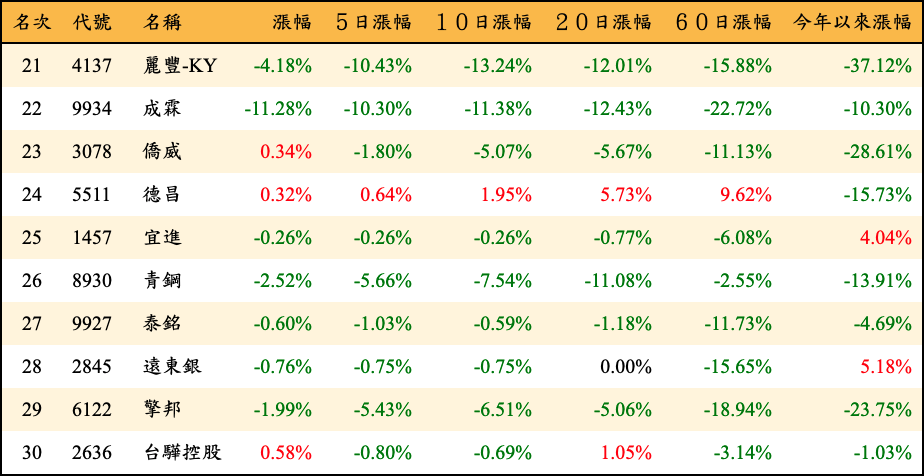 名次 代號 名稱 漲幅 ５日漲幅 １０日漲幅 ２０日漲幅 ６０日漲幅 今年以來漲幅
21 4137 麗豐-KY -4.18% -10.43% -13.24% -12.01% -15.88% -37.12%
22 9934 成霖 -11.28% -10.30% -11.38% -12.43% -22.72% -10.30%
23 3078 僑威 0.34% -1.80% -5.07% -5.67% -11.13% -28.61%
24 5511 德昌 0.32% 0.64% 1.95% 5.73% 9.62% -15.73%
25 1457 宜進 -0.26% -0.26% -0.26% -0.77% -6.08% 4.04%
26 8930 青鋼 -2.52% -5.66% -7.54% -11.08% -2.55% -13.91%
27 9927 泰銘 -0.60% -1.03% -0.59% -1.18% -11.73% -4.69%
28 2845 遠東銀 -0.76% -0.75% -0.75% 0.00% -15.65% 5.18%
29 6122 擎邦 -1.99% -5.43% -6.51% -5.06% -18.94% -23.75%
30 2636 台驊控股 0.58% -0.80% -0.69% 1.05% -3.14% -1.03%